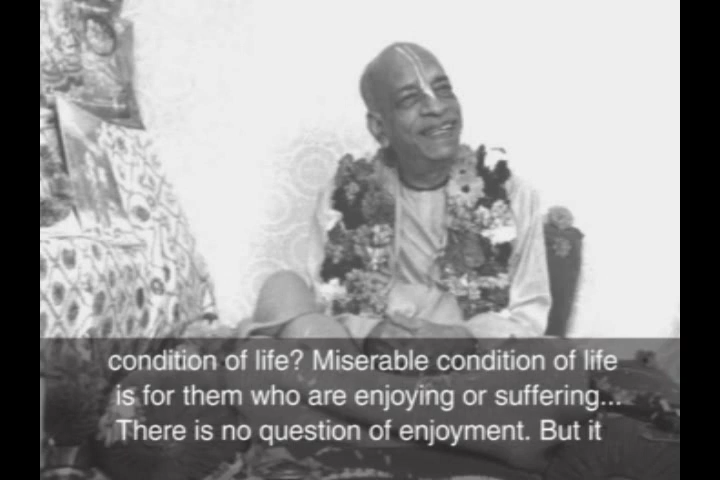 condition of life? Miserable condition of life
is for them who are enjoying or suffering...
There is no question of enjoyment. But it